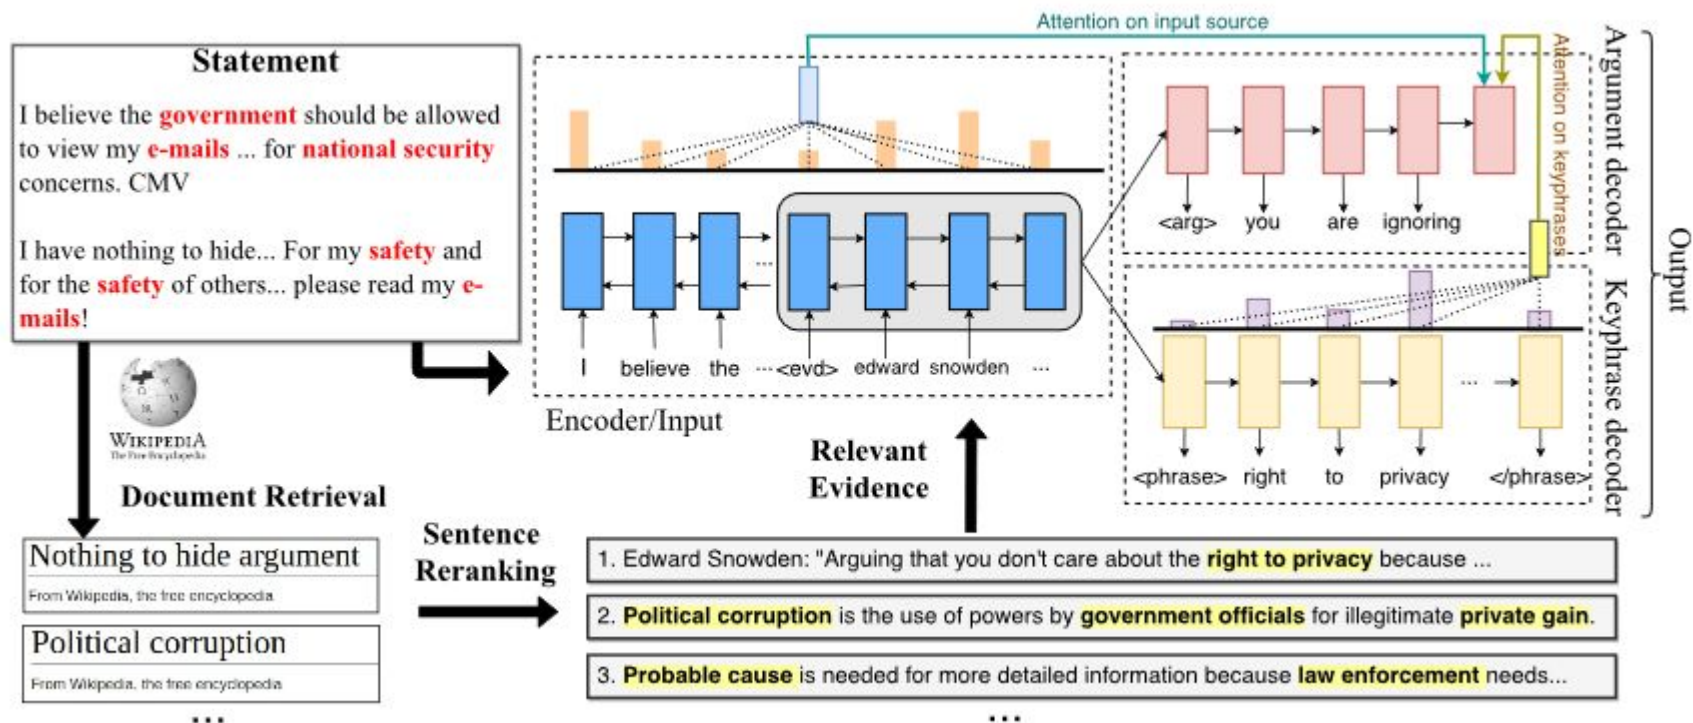 Statement
I believe the government should be allowed
to view my e-mails ... for national security
concerns. CMV
I have nothing to hide... For my safety and
for the safety of others... please read my e-
mails!
WIKIPEDIA
The Free Encyclopedia
Document Retrieval
Nothing to hide argument
From Wikipedia, the free encyclopedia
Political corruption
From Wikipedia, the free encyclopedia
...
Sentence
Reranking
Attention on input source
I believe the ... <evd> edward snowden ...
...
Encoder/Input
Relevant
Evidence
<arg> you are ignoring
Attention on keyphrases
Argument decoder
...
<phrase> right to privacy </phrase>
Keyphrase decoder
Output
1. Edward Snowden: "Arguing that you don't care about the right to privacy because ...
2. Political corruption is the use of powers by government officials for illegitimate private gain.
3. Probable cause is needed for more detailed information because law enforcement needs...
...